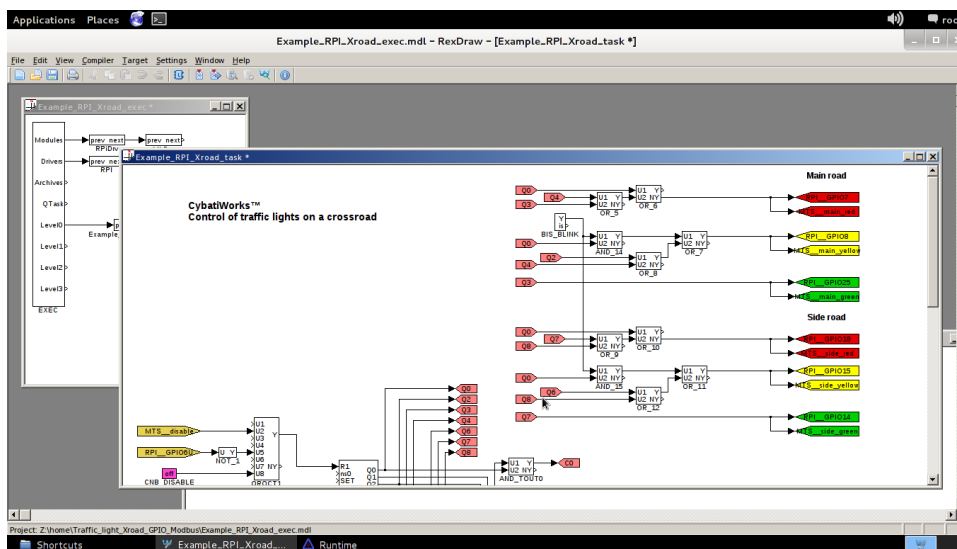 Applications Places
roo
Example_RPI_Xroad_exec.mdl - RexDraw - [Example_RPI_Xroad_task *]
File Edit View Compiler Target Settings Window Help
Example_RPI_Xroad_exec *
Modules
prev next
prev next
Drivers
RPI
Archives
QTask
Level0
Level1
Level2
Level3
EXEC
Example_RPI_Xroad_task *
CybatiWorks™
Control of traffic lights on a crossroad
Main road
Q0
Q4
Q3
U1 Y
U2 NY
OR_5
U1 Y
U2 NY
OR_6
RPI__GPIO7
MTS__main_red
Y
is
BIS_BLINK
Q0
U1 Y
U2 NY
AND_14
U1 Y
U2 NY
OR_7
RPI__GPIO8
MTS__main_yellow
Q2
Q4
U1 Y
U2 NY
OR_8
Q3
RPI__GPIO25
MTS__main_green
Side road
Q0
Q7
Q8
U1 Y
U2 NY
OR_9
U1 Y
U2 NY
OR_10
RPI__GPIO18
MTS__side_red
Q0
U1 Y
U2 NY
AND_15
U1 Y
U2 NY
OR_11
RPI__GPIO15
MTS__side_yellow
Q6
Q8
U1 Y
U2 NY
OR_12
Q7
RPI__GPIO14
MTS__side_green
Q0
Q2
Q3
Q4
Q6
Q7
Q8
MTS__disable
RPI__GPIO6U
U Y
NOT_1
off
CNB_DISABLE
U1
U2 Y
U3
U4
U5
U6
U7 NY
U8
OROCT1
R1 Q0
ns0 Q1
SET Q2
U1 Y
U2 NY
AND_TOUT0
C0
Project: Z:\home\Traffic_light_Xroad_GPIO_Modbus\Example_RPI_Xroad_exec.mdl
Shortcuts
Example_RPI_Xroad_...
Runtime